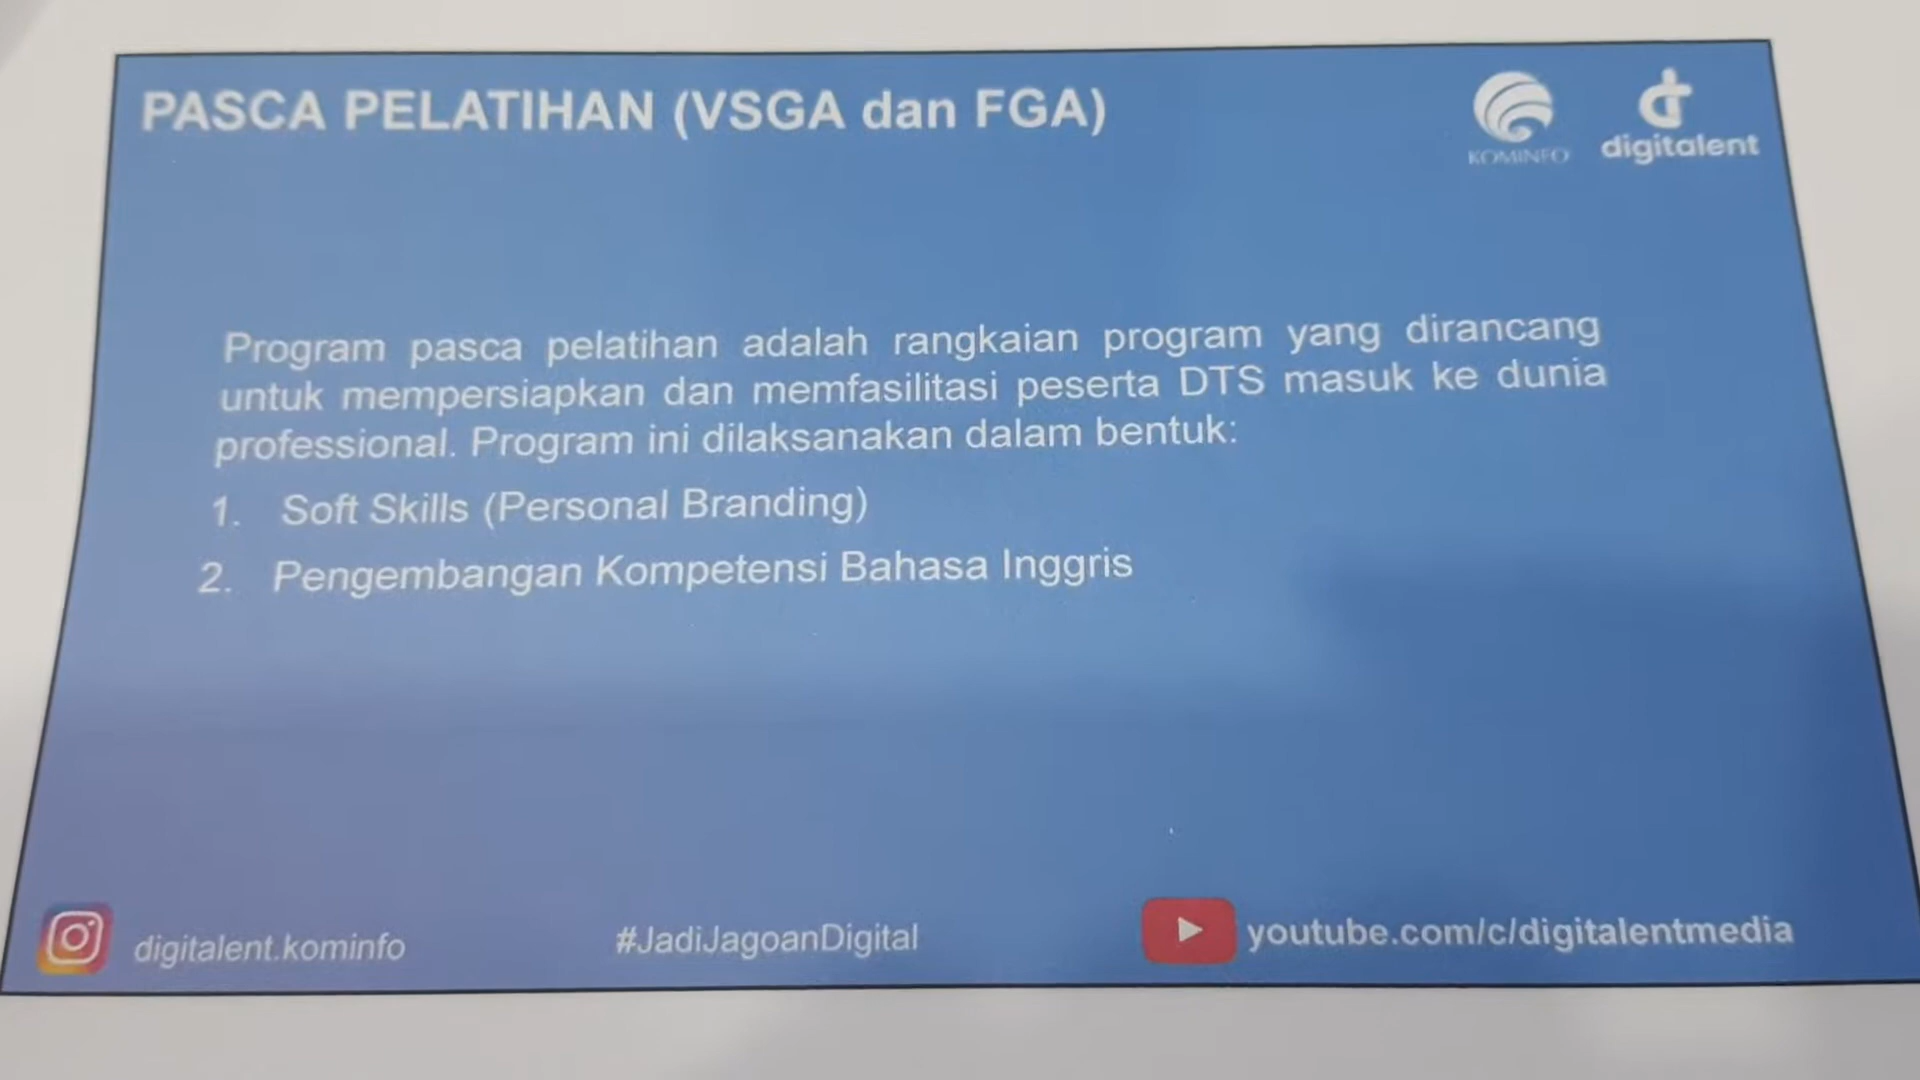 PASCA PELATIHAN (VSGA dan FGA)
KOMINFO
digitalent
Program pasca pelatihan adalah rangkaian program yang dirancang
untuk mempersiapkan dan memfasilitasi peserta DTS masuk ke dunia
professional. Program ini dilaksanakan dalam bentuk:
1. Soft Skills (Personal Branding)
2. Pengembangan Kompetensi Bahasa Inggris
digitalent.kominfo
#JadiJagoanDigital
youtube.com/c/digitalentmedia